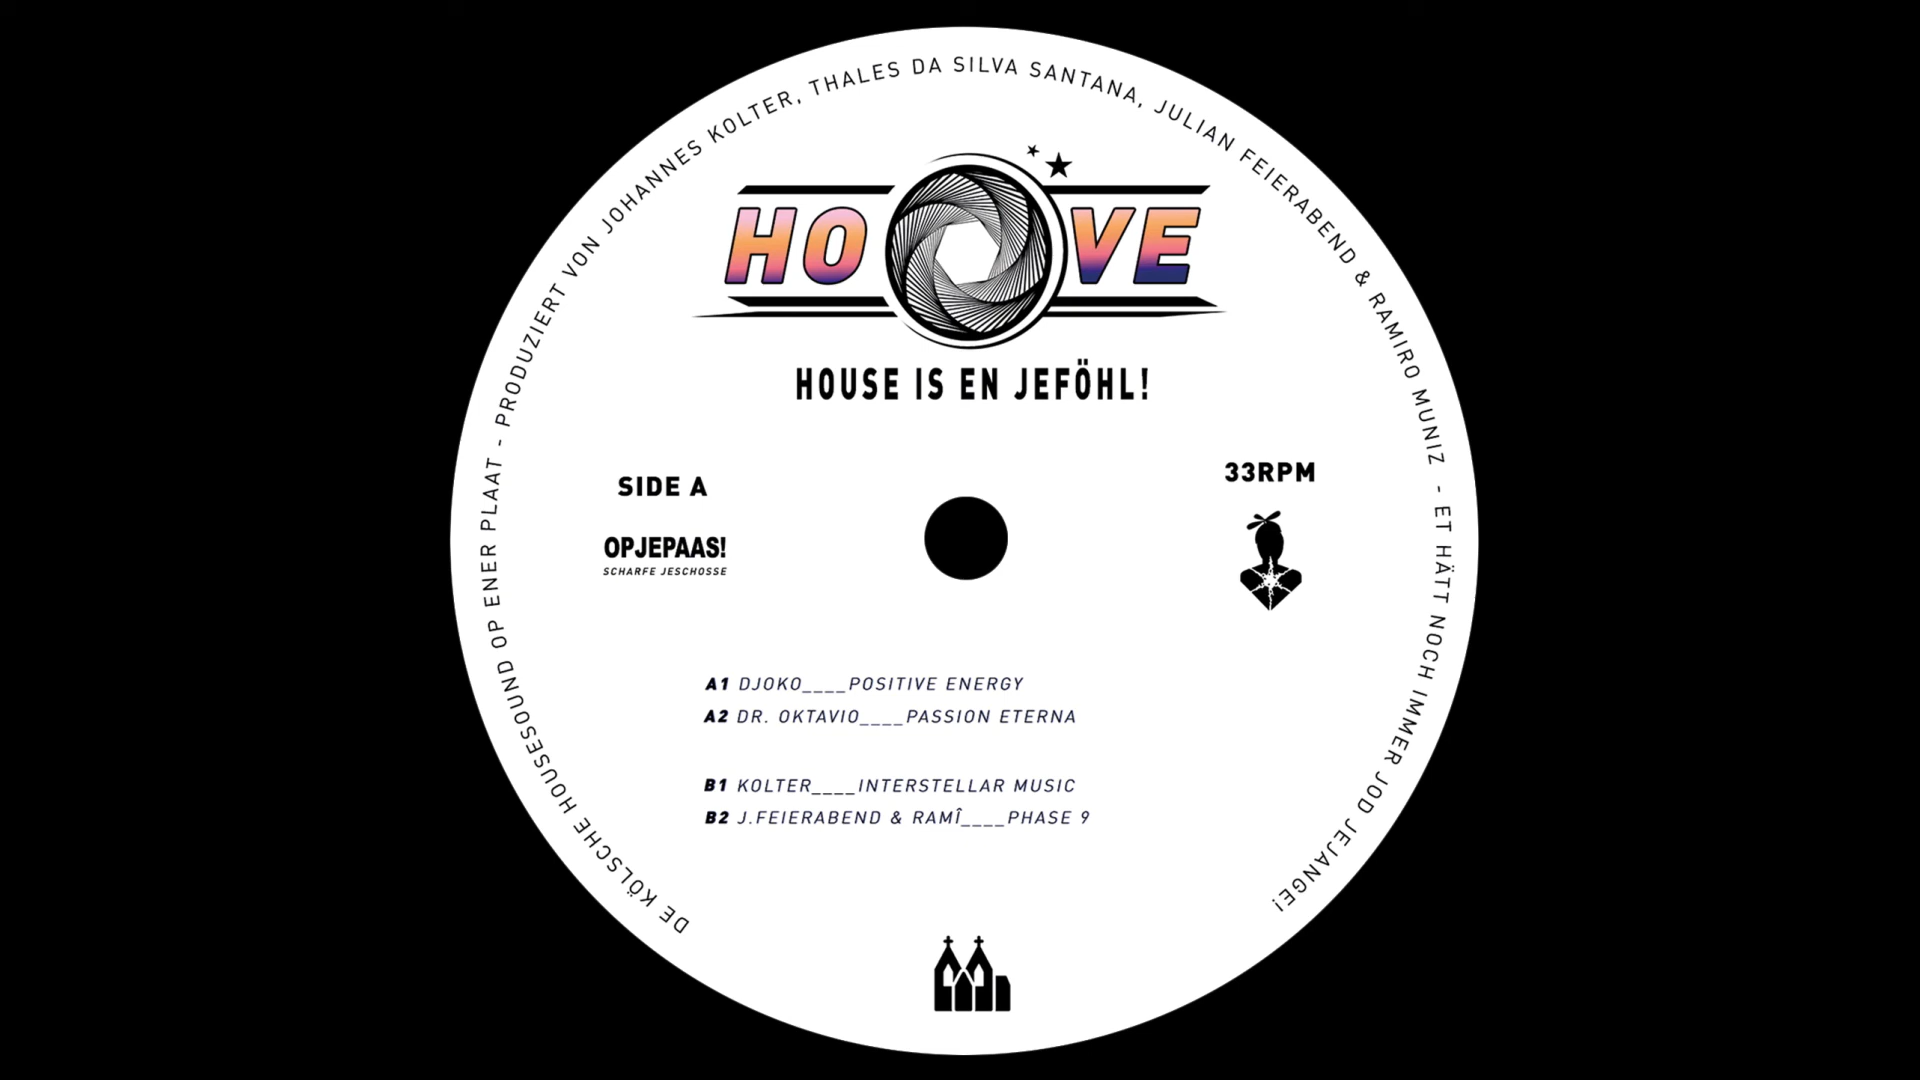 DE KÖLSCHE HOUSESOUND OP ENER PLAAT - PRODUZIERT VON JOHANNES KOLTER, THALES DA SILVA SANTANA, JULIAN FEIERABEND & RAMIRO MUNIZ - ET HÄTT NOCH IMMER JOD JEJANGE!
HO VE
HOUSE IS EN JEFÖHL!
SIDE A
33RPM
OPJEPAAS!
SCHARFE JESCHOSSE
A1 DJOKO____POSITIVE ENERGY
A2 DR. OKTAVIO____PASSION ETERNA
B1 KOLTER____INTERSTELLAR MUSIC
B2 J.FEIERABEND & RAMÎ____PHASE 9